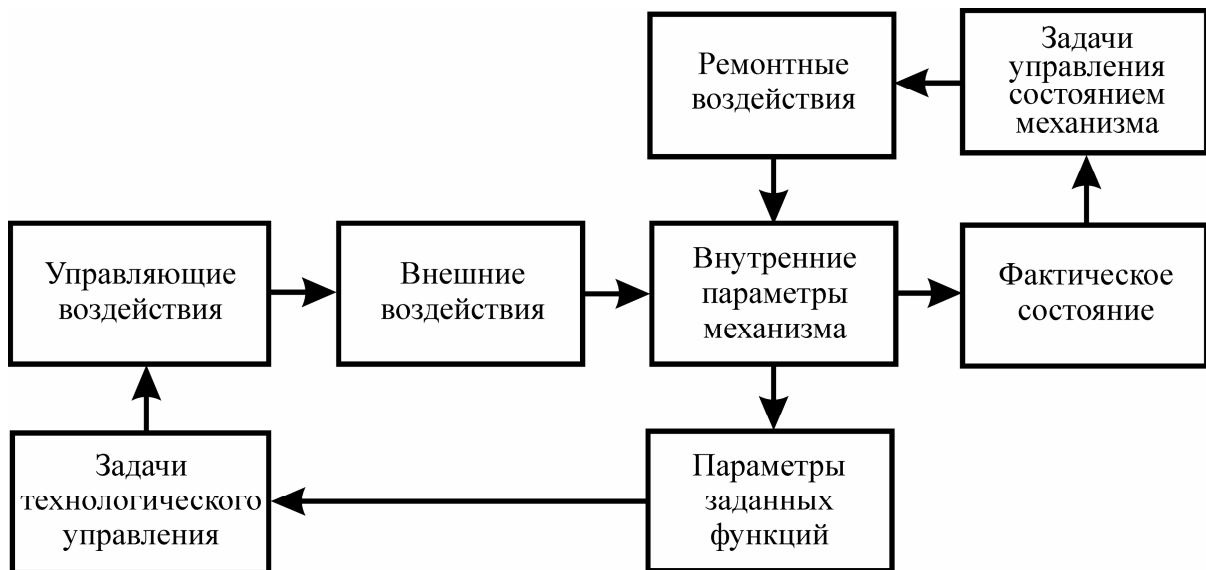 Ремонтные
воздействия
Задачи
управления
состоянием
механизма
Управляющие
воздействия
Внешние
воздействия
Внутренние
параметры
механизма
Фактическое
состояние
Задачи
технологического
управления
Параметры
заданных
функций